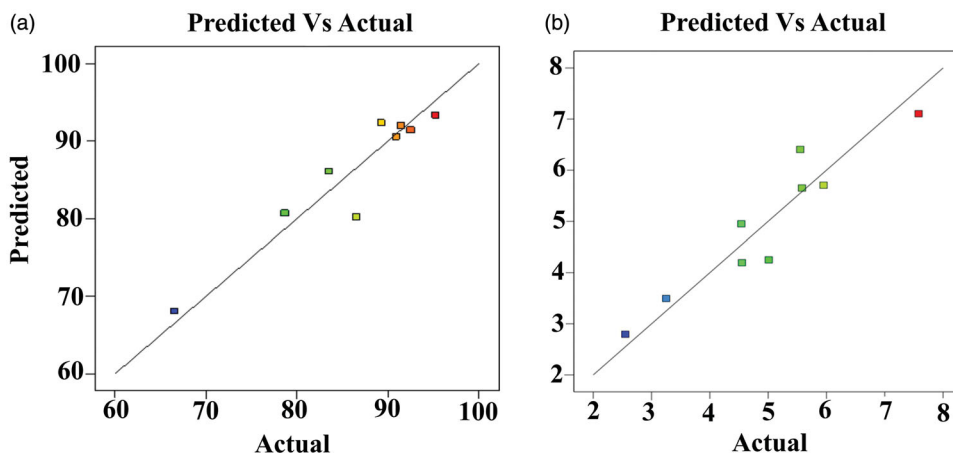 (a)
Predicted Vs Actual
Predicted
100
90
80
70
60
60 70 80 90 100
Actual
(b)
Predicted Vs Actual
8
7
6
5
4
3
2
2 3 4 5 6 7 8
Actual